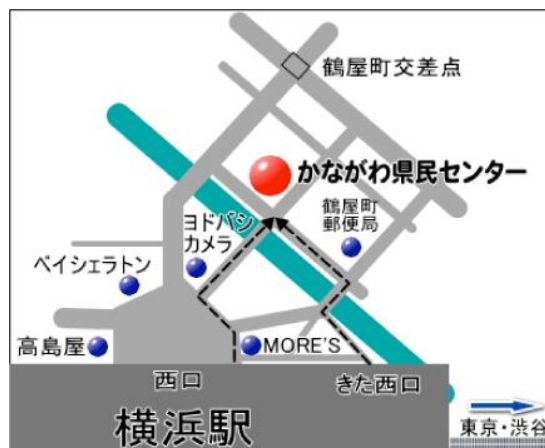 鶴屋町交差点
かながわ県民センター
鶴屋町
郵便局
ヨドバシ
カメラ
ベイシェラトン
高島屋
MORE'S
西口
きた西口
横浜駅
東京・渋谷